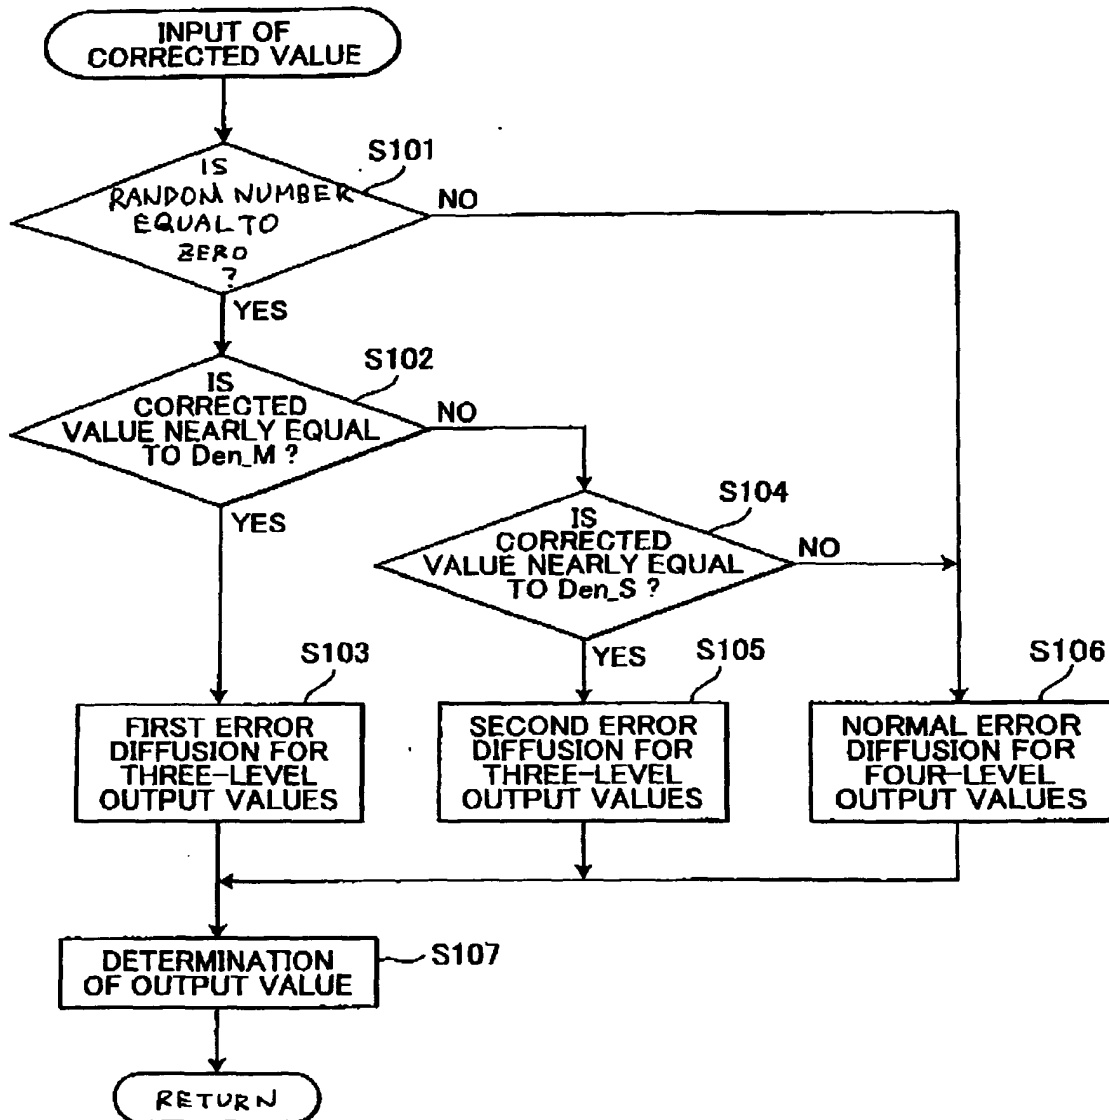 INPUT OF
CORRECTED VALUE
S101
IS
RANDOM NUMBER
EQUAL TO
ZERO
?
NO
YES
S102
IS
CORRECTED
VALUE NEARLY EQUAL
TO Den_M ?
NO
YES
S104
IS
CORRECTED
VALUE NEARLY EQUAL
TO Den_S ?
NO
YES
S103
FIRST ERROR
DIFFUSION FOR
THREE-LEVEL
OUTPUT VALUES
S105
SECOND ERROR
DIFFUSION FOR
THREE-LEVEL
OUTPUT VALUES
S106
NORMAL ERROR
DIFFUSION FOR
FOUR-LEVEL
OUTPUT VALUES
DETERMINATION
OF OUTPUT VALUE
S107
RETURN